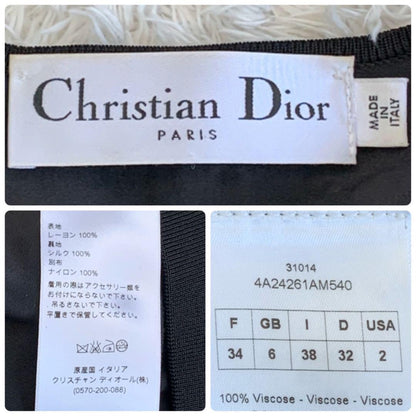 Christian Dior
PARIS
MADE
IN
ITALY
表地
レーヨン 100%
裏地
シルク 100%
別布
ナイロン 100%
着用の際はアクセサリー類を
お付けにならないで下さい。
吊るさないで下さい。
平置きで保管してください。
原産国 イタリア
クリスチャン ディオール(株)
(0570-200-088)
31014
4A24261AM540
F GB I D USA
34 6 38 32 2
100% Viscose - Viscose - Viscose